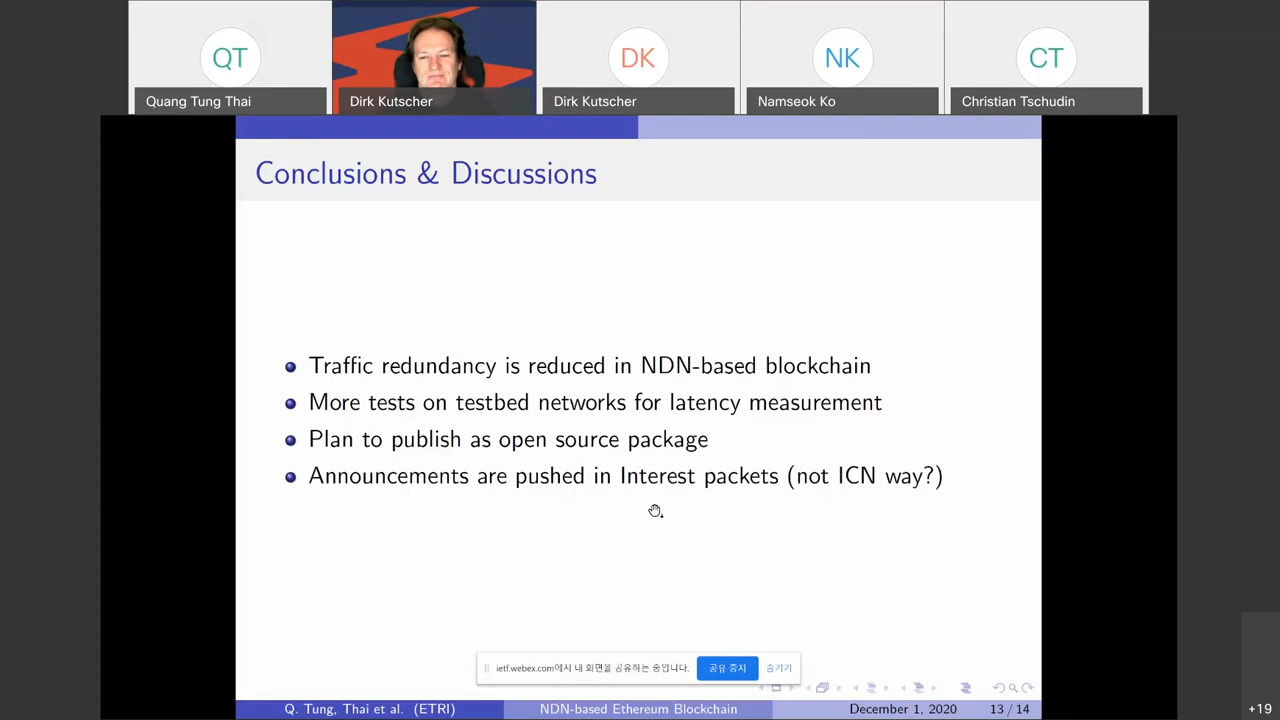 QT
DK
NK
CT
Quang Tung Thai
Dirk Kutscher
Dirk Kutscher
Namseok Ko
Christian Tschudin
Conclusions & Discussions
Traffic redundancy is reduced in NDN-based blockchain
More tests on testbed networks for latency measurement
Plan to publish as open source package
Announcements are pushed in Interest packets (not ICN way?)
ietf.webex.com에서 내 화면을 공유하는 중입니다.
공유 중지
숨기기
Q. Tung, Thai et al. (ETRI)
NDN-based Ethereum Blockchain
December 1, 2020
13 / 14
+19